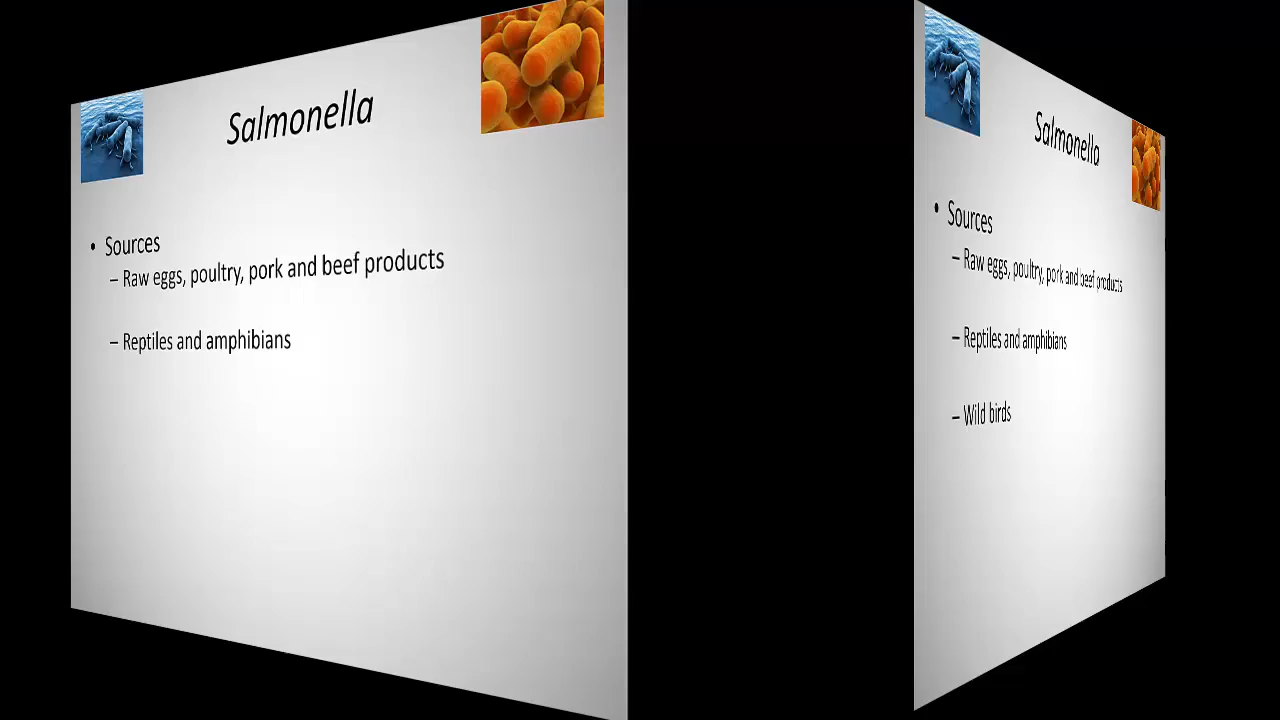 Salmonella
• Sources
– Raw eggs, poultry, pork and beef products
– Reptiles and amphibians
Salmonella
• Sources
– Raw eggs, poultry, pork and beef products
– Reptiles and amphibians
– Wild birds